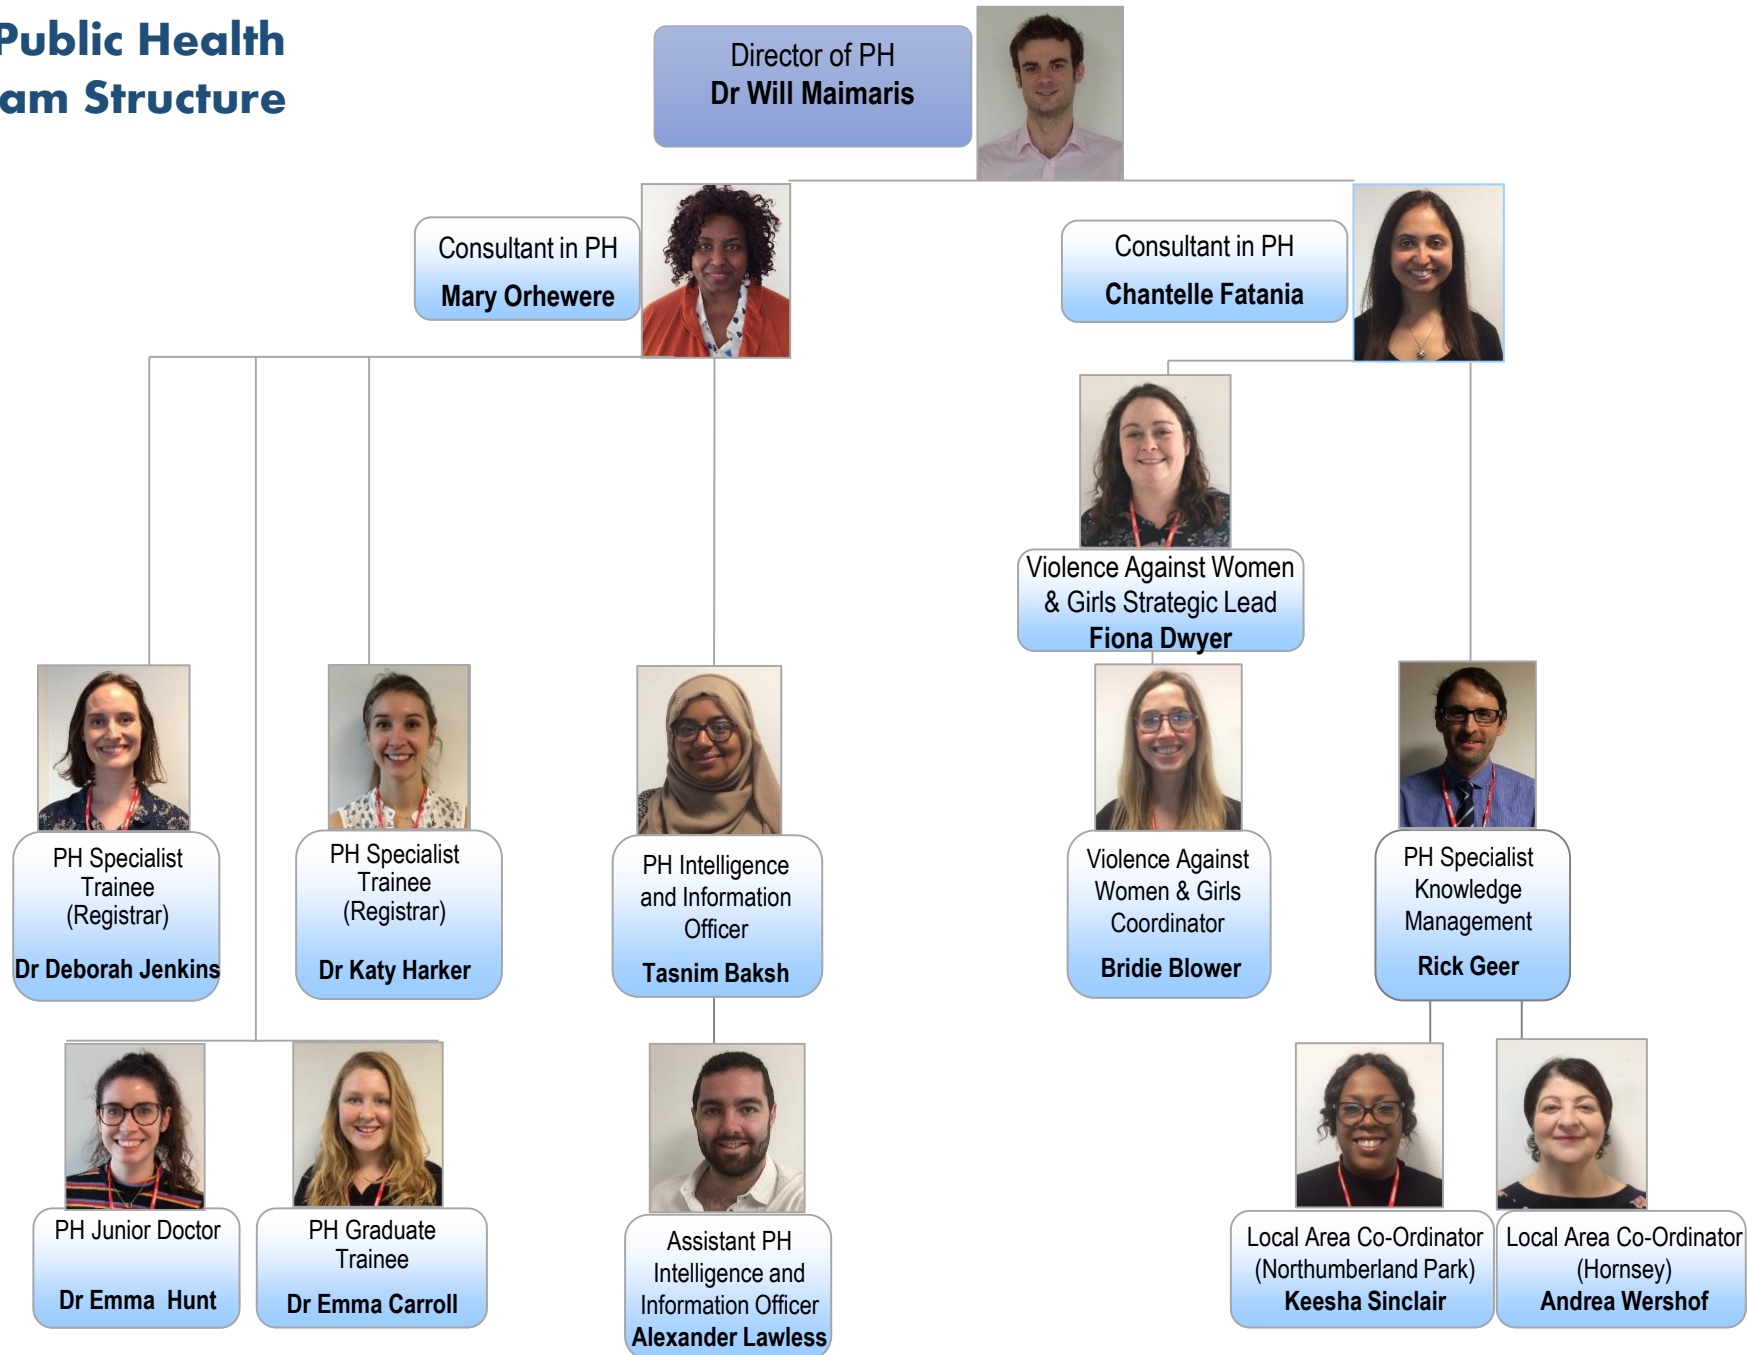 Public Health
am Structure
Director of PH
Dr Will Maimaris
Consultant in PH
Mary Orhewere
Consultant in PH
Chantelle Fatania
Violence Against Women
& Girls Strategic Lead
Fiona Dwyer
PH Specialist
Trainee
(Registrar)
Dr Deborah Jenkins
PH Specialist
Trainee
(Registrar)
Dr Katy Harker
PH Intelligence
and Information
Officer
Tasnim Baksh
Violence Against
Women & Girls
Coordinator
Bridie Blower
PH Specialist
Knowledge
Management
Rick Geer
PH Junior Doctor
Dr Emma Hunt
PH Graduate
Trainee
Dr Emma Carroll
Assistant PH
Intelligence and
Information Officer
Alexander Lawless
Local Area Co-Ordinator
(Northumberland Park)
Keesha Sinclair
Local Area Co-Ordinator
(Hornsey)
Andrea Wershof